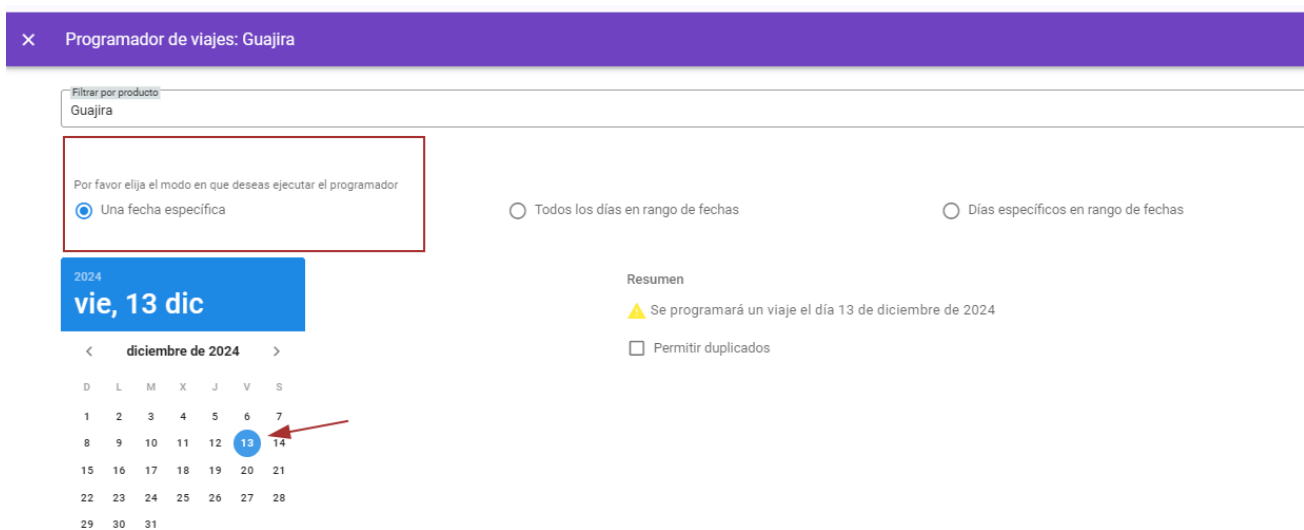 × Programador de viajes: Guajira
Filtrar por producto
Guajira
Por favor elija el modo en que deseas ejecutar el programador
Una fecha específica
Todos los días en rango de fechas
Días específicos en rango de fechas
2024
vie, 13 dic
Resumen
Se programará un viaje el día 13 de diciembre de 2024
Permitir duplicados
< diciembre de 2024 >
D L M X J V S
1 2 3 4 5 6 7
8 9 10 11 12 13 14
15 16 17 18 19 20 21
22 23 24 25 26 27 28
29 30 31